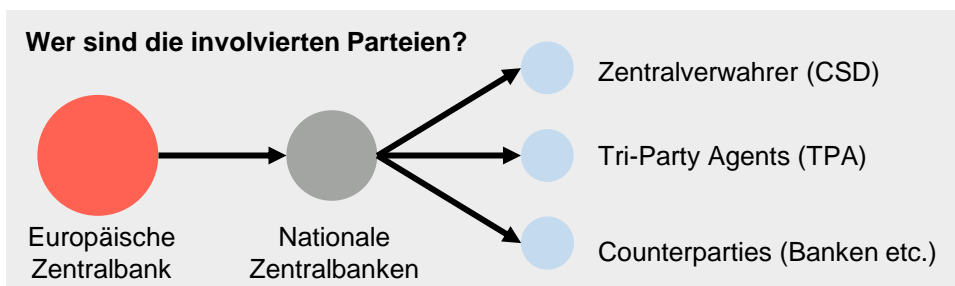 Wer sind die involvierten Parteien?
Zentralverwahrer (CSD)
Tri-Party Agents (TPA)
Counterparties (Banken etc.)
Europäische
Zentralbank
Nationale
Zentralbanken